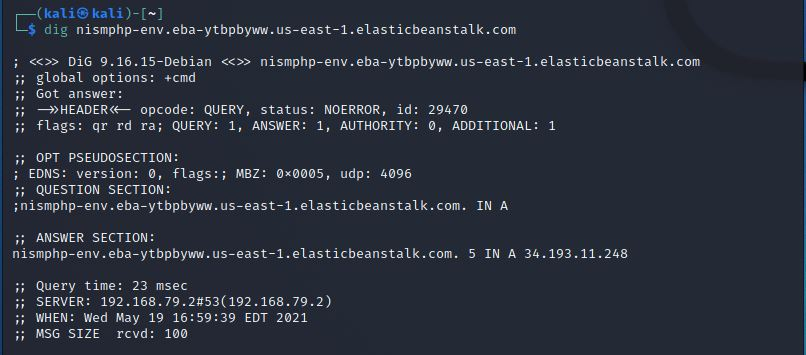 ┌──(kali㉿kali)-[~]
└─$ dig nismphp-env.eba-ytbpbyww.us-east-1.elasticbeanstalk.com
; <<>> DiG 9.16.15-Debian <<>> nismphp-env.eba-ytbpbyww.us-east-1.elasticbeanstalk.com
;; global options: +cmd
;; Got answer:
;; ->>HEADER<<- opcode: QUERY, status: NOERROR, id: 29470
;; flags: qr rd ra; QUERY: 1, ANSWER: 1, AUTHORITY: 0, ADDITIONAL: 1
;; OPT PSEUDOSECTION:
; EDNS: version: 0, flags:; MBZ: 0x0005, udp: 4096
;; QUESTION SECTION:
;nismphp-env.eba-ytbpbyww.us-east-1.elasticbeanstalk.com. IN A
;; ANSWER SECTION:
nismphp-env.eba-ytbpbyww.us-east-1.elasticbeanstalk.com. 5 IN A 34.193.11.248
;; Query time: 23 msec
;; SERVER: 192.168.79.2#53(192.168.79.2)
;; WHEN: Wed May 19 16:59:39 EDT 2021
;; MSG SIZE  rcvd: 100